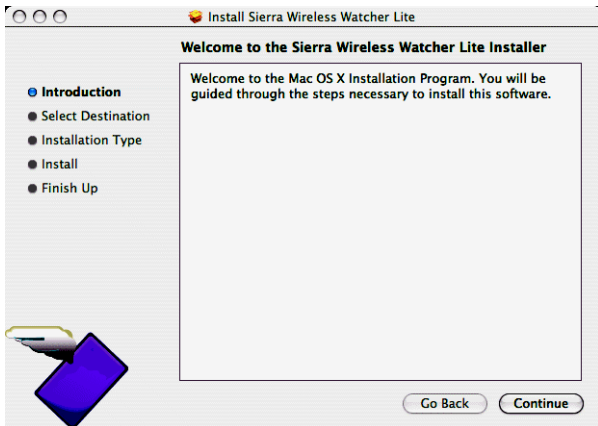 Install Sierra Wireless Watcher Lite
Welcome to the Sierra Wireless Watcher Lite Installer
Introduction
Select Destination
Installation Type
Install
Finish Up
Welcome to the Mac OS X Installation Program. You will be
guided through the steps necessary to install this software.
Go Back
Continue